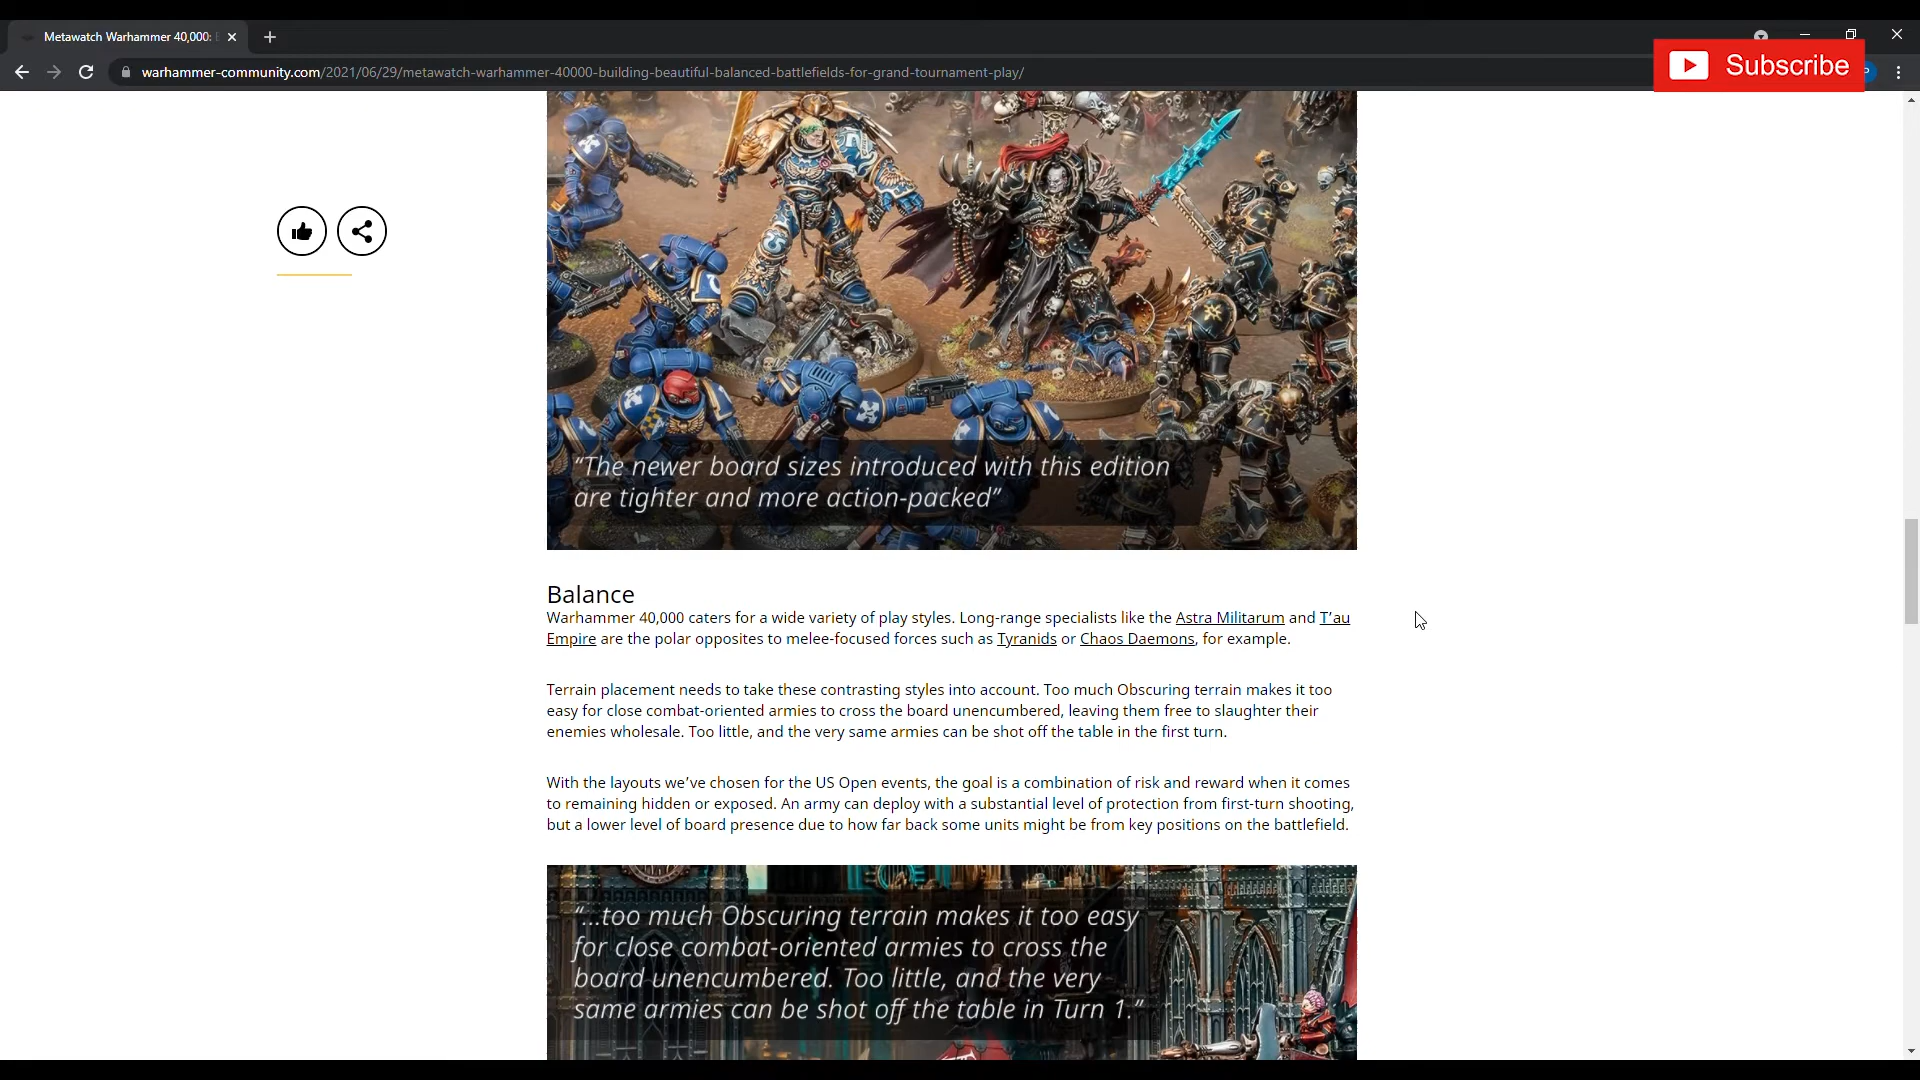 Metawatch Warhammer 40,000:
warhammer-community.com/2021/06/29/metawatch-warhammer-40000-building-beautiful-balanced-battlefields-for-grand-tournament-play/
Subscribe
“The newer board sizes introduced with this edition
are tighter and more action-packed”
Balance
Warhammer 40,000 caters for a wide variety of play styles. Long-range specialists like the Astra Militarum and T’au
Empire are the polar opposites to melee-focused forces such as Tyranids or Chaos Daemons, for example.
Terrain placement needs to take these contrasting styles into account. Too much Obscuring terrain makes it too
easy for close combat-oriented armies to cross the board unencumbered, leaving them free to slaughter their
enemies wholesale. Too little, and the very same armies can be shot off the table in the first turn.
With the layouts we’ve chosen for the US Open events, the goal is a combination of risk and reward when it comes
to remaining hidden or exposed. An army can deploy with a substantial level of protection from first-turn shooting,
but a lower level of board presence due to how far back some units might be from key positions on the battlefield.
“...too much Obscuring terrain makes it too easy
for close combat-oriented armies to cross the
board unencumbered. Too little, and the very
same armies can be shot off the table in Turn 1.”